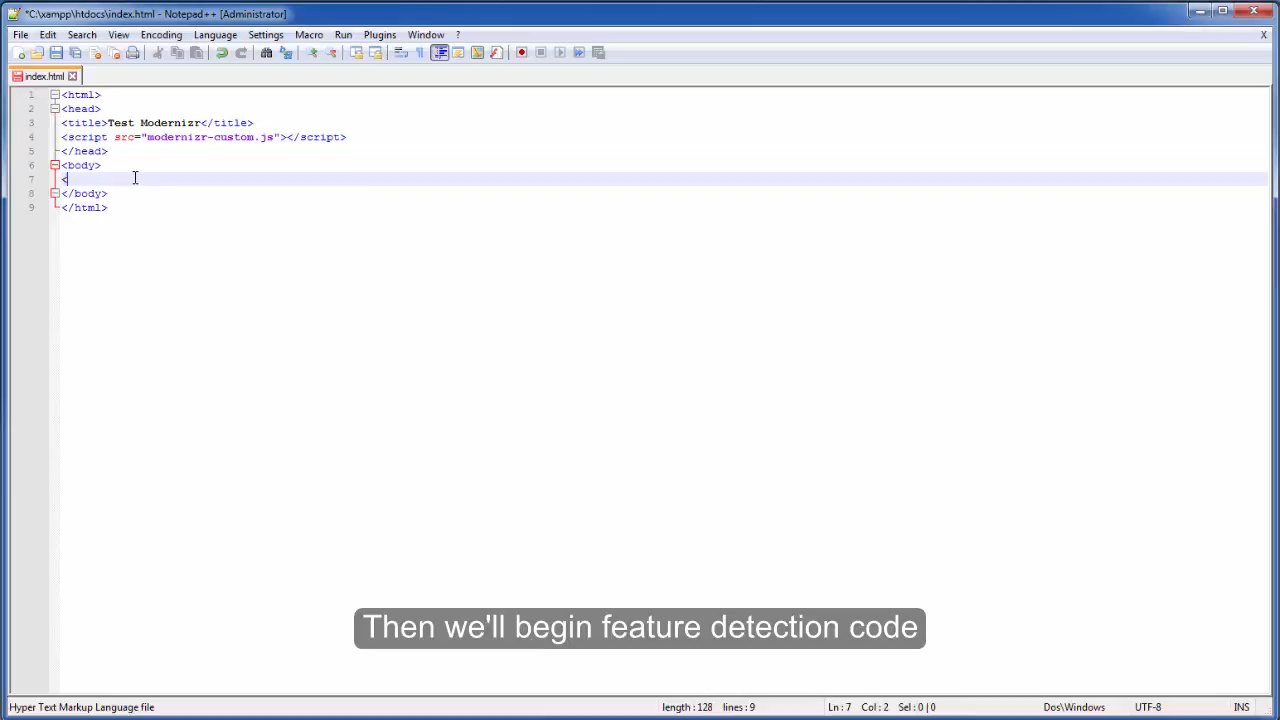 *C:\xampp\htdocs\index.html - Notepad++ [Administrator]
File Edit Search View Encoding Language Settings Macro Run Plugins Window ? X
index.html
1 <html>
2 <head>
3 <title>Test Modernizr</title>
4 <script src="modernizr-custom.js"></script>
5 </head>
6 <body>
7 <
8 </body>
9 </html>
Then we'll begin feature detection code
Hyper Text Markup Language file length : 128 lines : 9 Ln : 7 Col : 2 Sel : 0 | 0 Dos\Windows UTF-8 INS